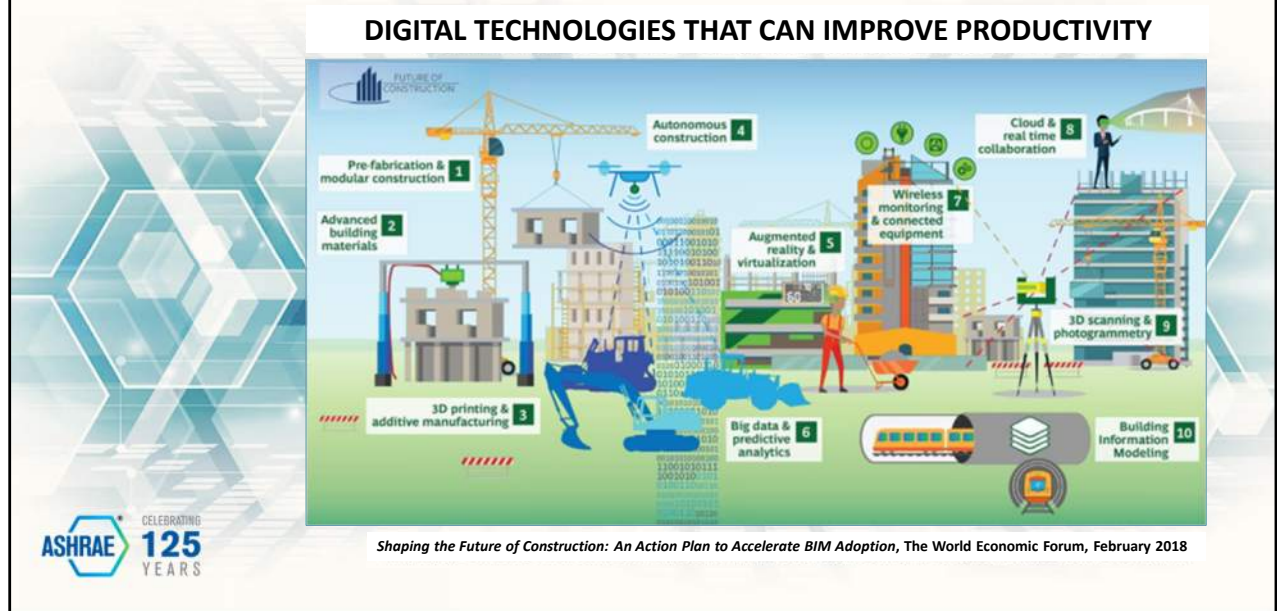 DIGITAL TECHNOLOGIES THAT CAN IMPROVE PRODUCTIVITY
FUTURE OF
CONSTRUCTION
Pre-fabrication &
modular construction 1
Advanced
building
materials 2
3D printing &
additive manufacturing 3
Autonomous
construction 4
Augmented
reality &
virtualization 5
Big data &
predictive
analytics 6
Wireless
monitoring
& connected
equipment 7
Cloud &
real time
collaboration 8
3D scanning &
photogrammetry 9
Building
Information
Modeling 10
60
ASHRAE
CELEBRATING
125
YEARS
Shaping the Future of Construction: An Action Plan to Accelerate BIM Adoption, The World Economic Forum, February 2018